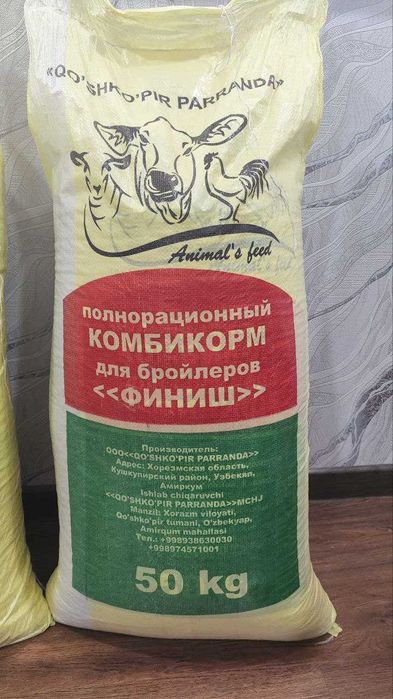 «QO'SHKO'PIR PARRANDA»
Animal's feed
ПОЛНОРАЦИОННЫЙ
КОМБИКОРМ
для бройлеров
<<ФИНИШ>>
Производитель:
ООО<<QO'SHKO'PIR PARRANDA>>
Адрес: Хорезмская область,
Кушкупирский район, Узбекяп,
Амиркум
Ishlab chiqaruvchi
<<QO'SHKO'PIR PARRANDA>>MCHJ
Manzil: Xorazm viloyati,
Qo'shko'pir tumani, O'zbekyap,
Amirqum mahallasi
Тел.: +998938630030
+998974571001
50 kg